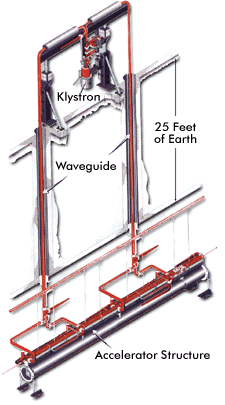 Klystron
25 Feet
of Earth
Waveguide
Accelerator Structure